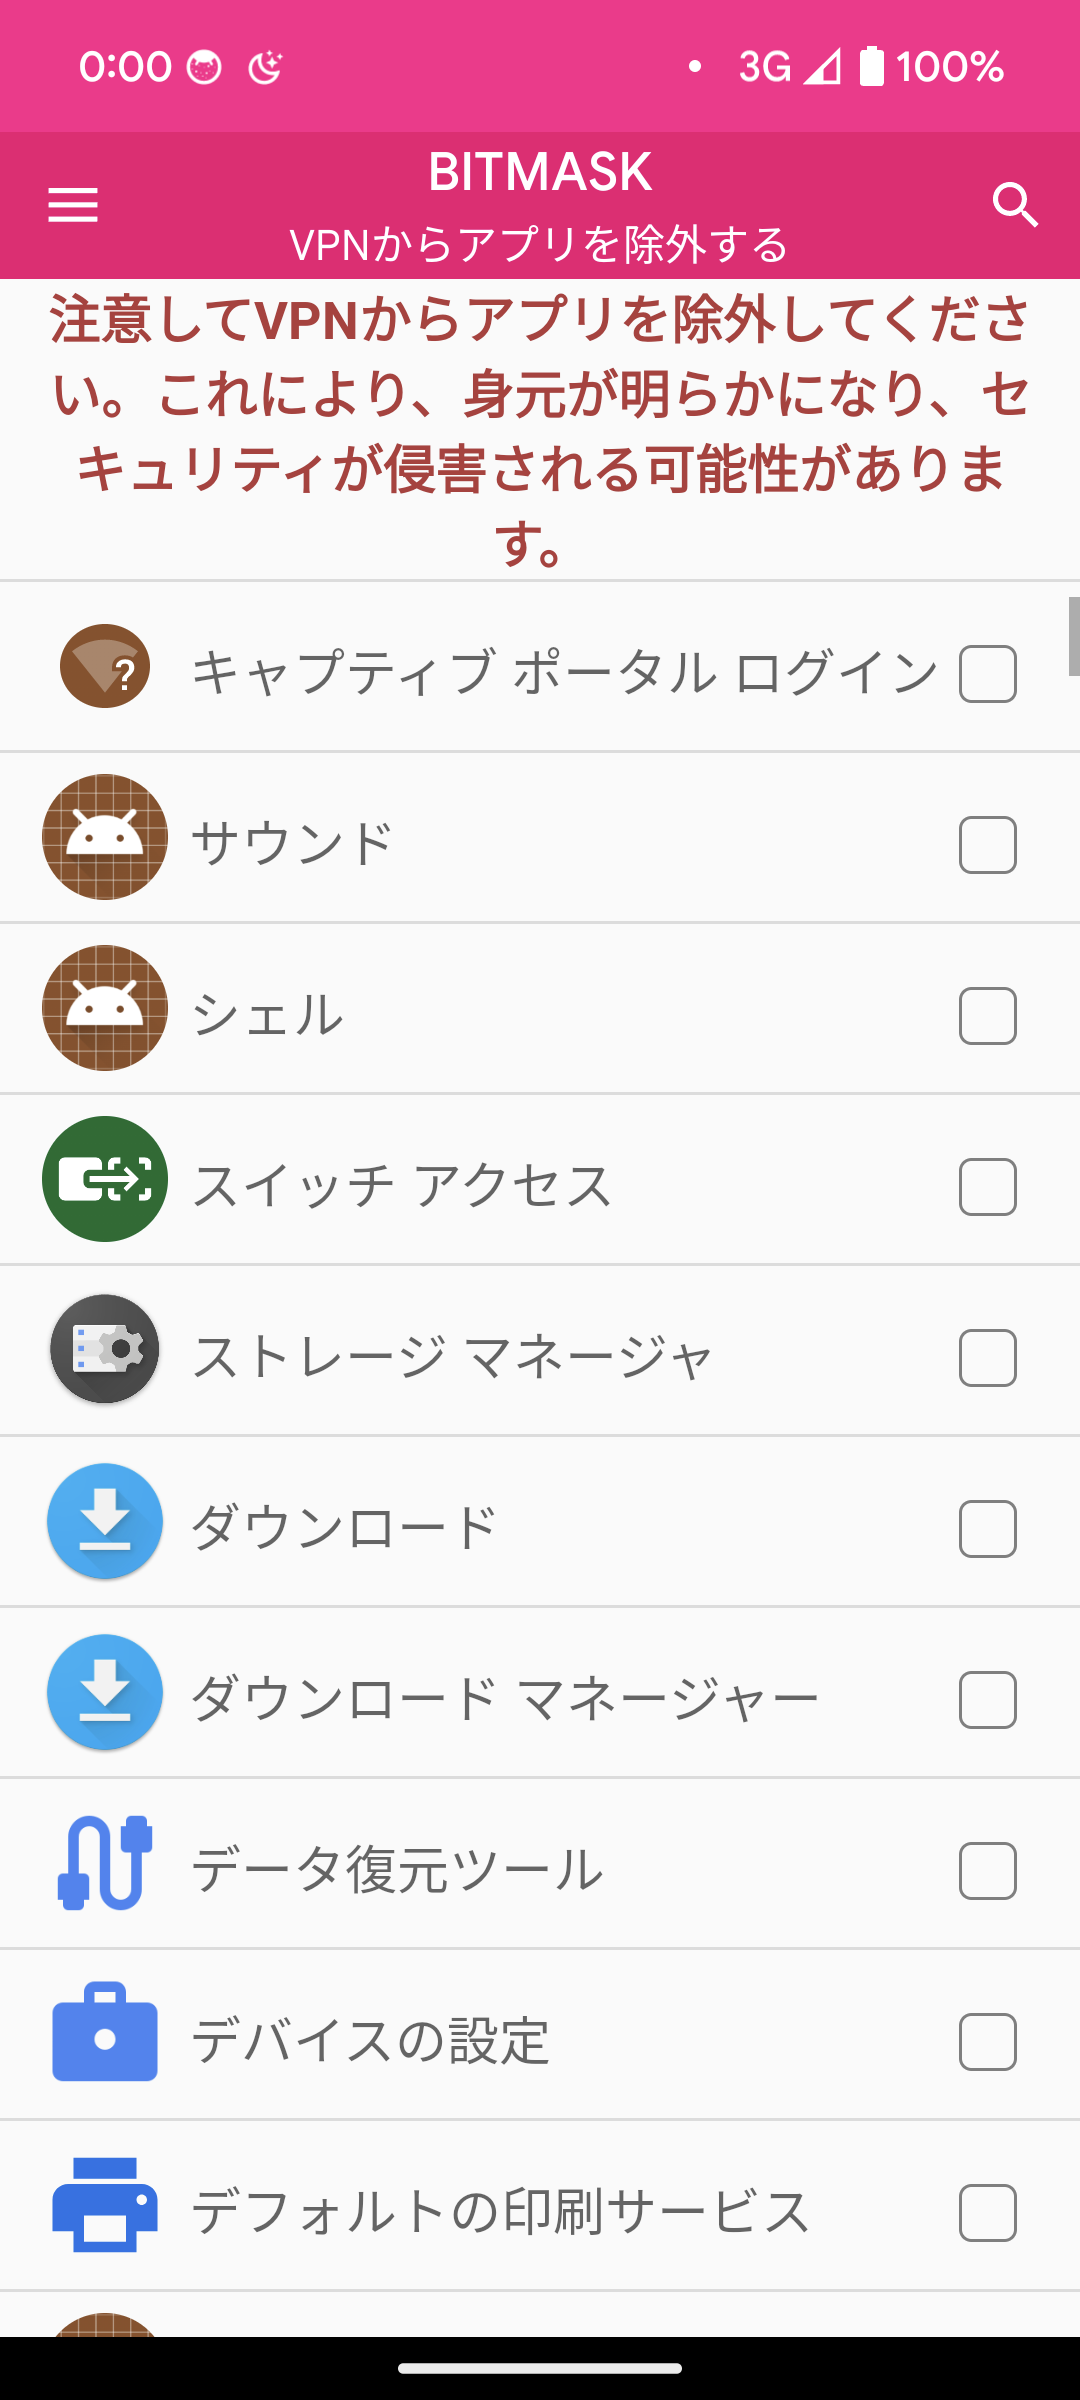 0:00
3G
100%
BITMASK
VPNからアプリを除外する
注意してVPNからアプリを除外してくださ
い。これにより、身元が明らかになり、セ
キュリティが侵害される可能性がありま
す。
キャプティブ ポータル ログイン
サウンド
シェル
スイッチ アクセス
ストレージ マネージャ
ダウンロード
ダウンロード マネージャー
データ復元ツール
デバイスの設定
デフォルトの印刷サービス